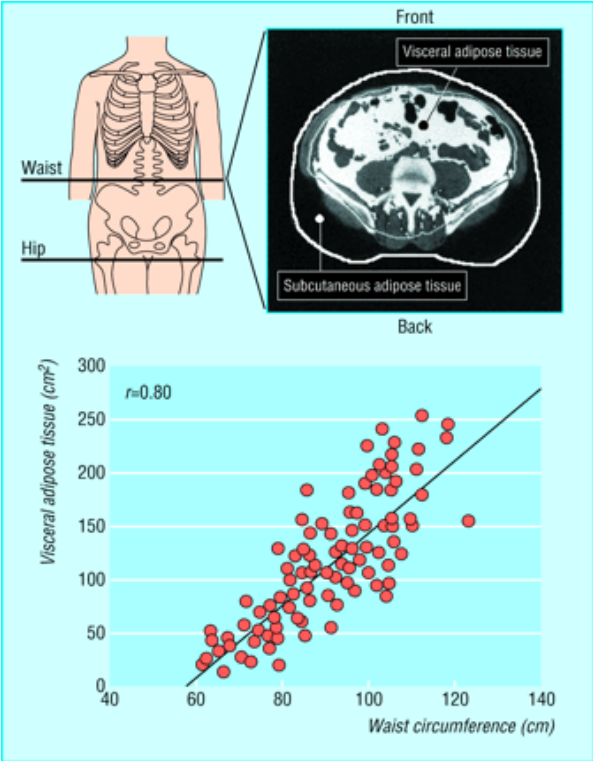 Front
Visceral adipose tissue
Waist
Hip
Subcutaneous adipose tissue
Back
Visceral adipose tissue (cm²)
300
250
200
150
100
50
0
r=0.80
40
60
80
100
120
140
Waist circumference (cm)